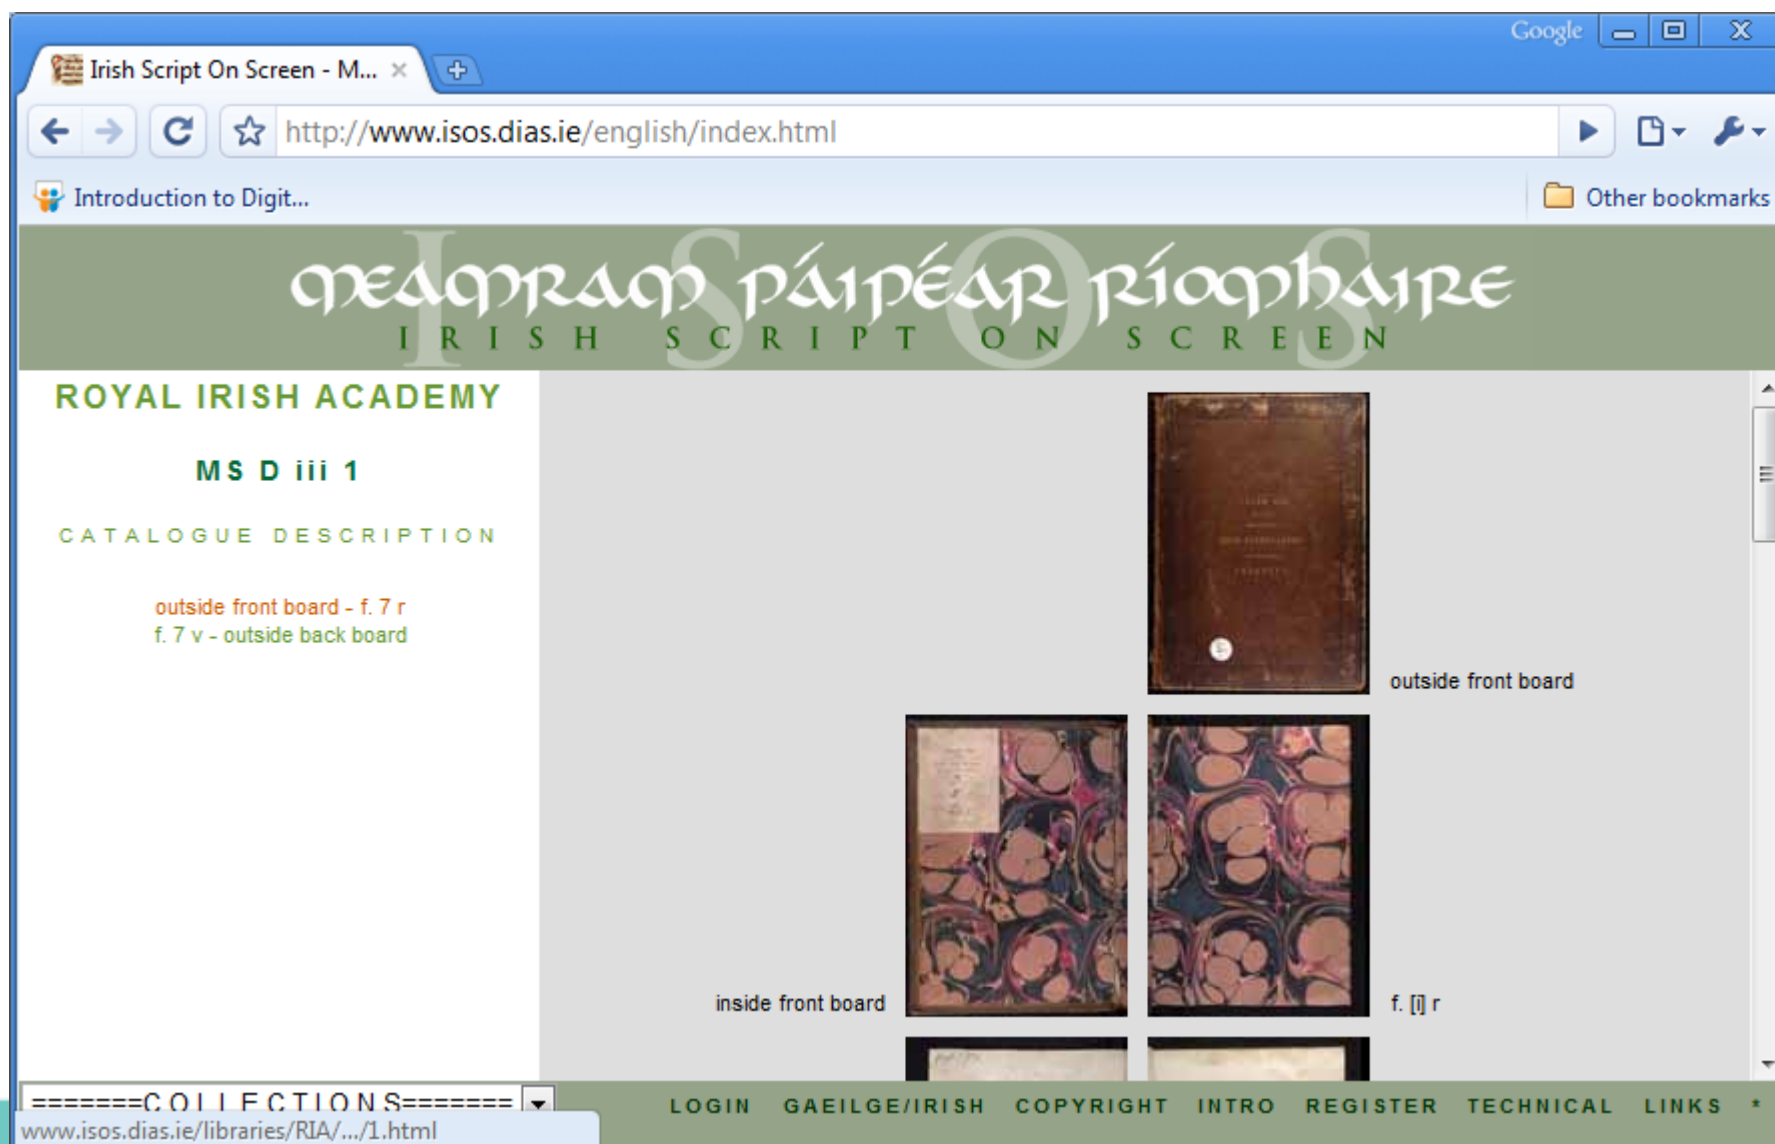 Google
Irish Script On Screen - M...
http://www.isos.dias.ie/english/index.html
Introduction to Digit...
Other bookmarks
ISOS
meamram páipéar ríomhaire
IRISH SCRIPT ON SCREEN
ROYAL IRISH ACADEMY
MS D iii 1
CATALOGUE DESCRIPTION
outside front board - f. 7 r
f. 7 v - outside back board
outside front board
inside front board
f. [i] r
=======COLLECTIONS=======
LOGIN GAEILGE/IRISH COPYRIGHT INTRO REGISTER TECHNICAL LINKS *
www.isos.dias.ie/libraries/RIA/.../1.html